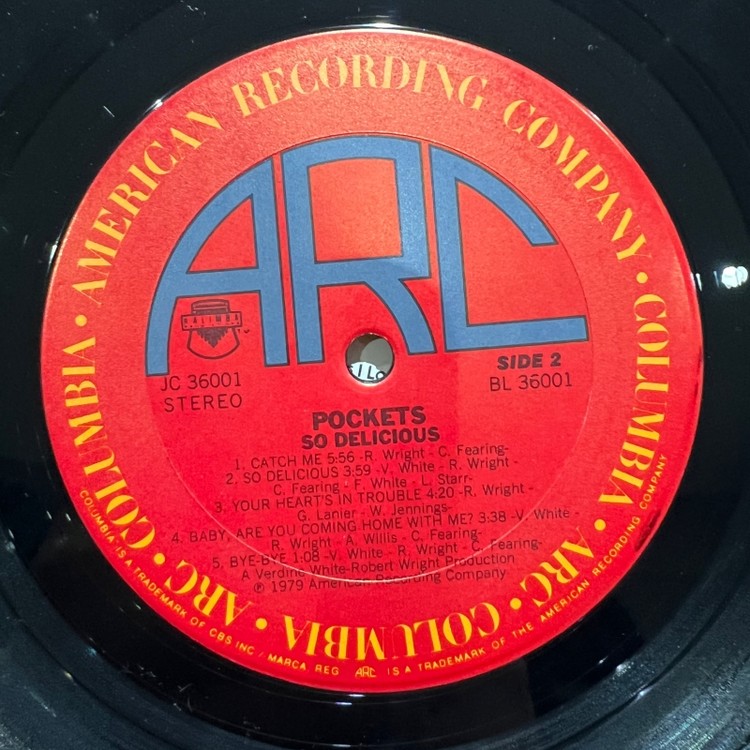 • AMERICAN RECORDING COMPANY • COLUMBIA • ARC • COLUMBIA • ARC • COLUMBIA
ARC
KALIMBA
JC 36001
STEREO
SIDE 2
BL 36001
POCKETS
SO DELICIOUS
1. CATCH ME 5:56 -R. Wright- C. Fearing-
2. SO DELICIOUS 3:59 -V. White - R. Wright -
C. Fearing - F. White - L. Starr-
3. YOUR HEART'S IN TROUBLE 4:20 -R. Wright -
G. Lanier - W. Jennings-
4. BABY, ARE YOU COMING HOME WITH ME? 3:38 -V. White -
R. Wright - A. Willis - C. Fearing-
5. BYE-BYE 1:08 -V. White - R. Wright - C. Fearing-
A Verdine White-Robert Wright Production
℗ 1979 American Recording Company
COLUMBIA IS A TRADEMARK OF CBS INC / MARCA REG ARC IS A TRADEMARK OF THE AMERICAN RECORDING COMPANY